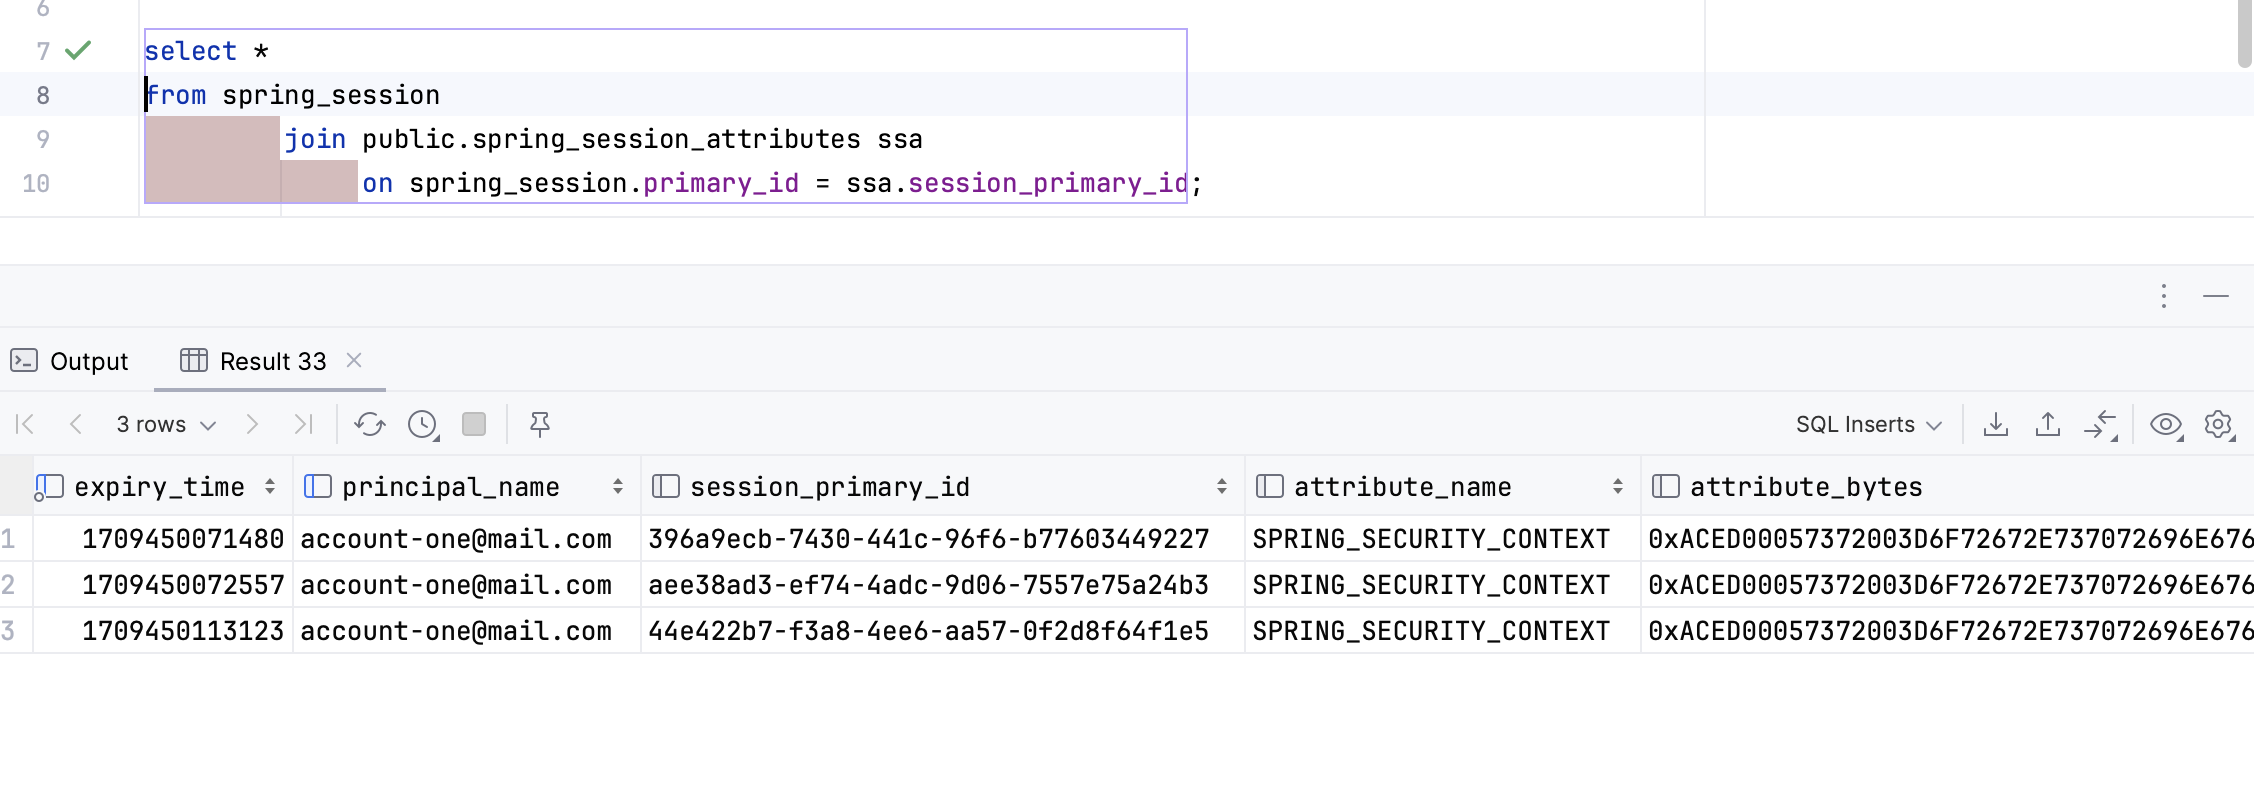 6
7 select *
8 from spring_session
9 join public.spring_session_attributes ssa
10 on spring_session.primary_id = ssa.session_primary_id;
Output Result 33
3 rows SQL Inserts
expiry_time principal_name session_primary_id attribute_name attribute_bytes
1 1709450071480 account-one@mail.com 396a9ecb-7430-441c-96f6-b77603449227 SPRING_SECURITY_CONTEXT 0xACED00057372003D6F72672E737072696E676
2 1709450072557 account-one@mail.com aee38ad3-ef74-4adc-9d06-7557e75a24b3 SPRING_SECURITY_CONTEXT 0xACED00057372003D6F72672E737072696E676
3 1709450113123 account-one@mail.com 44e422b7-f3a8-4ee6-aa57-0f2d8f64f1e5 SPRING_SECURITY_CONTEXT 0xACED00057372003D6F72672E737072696E676